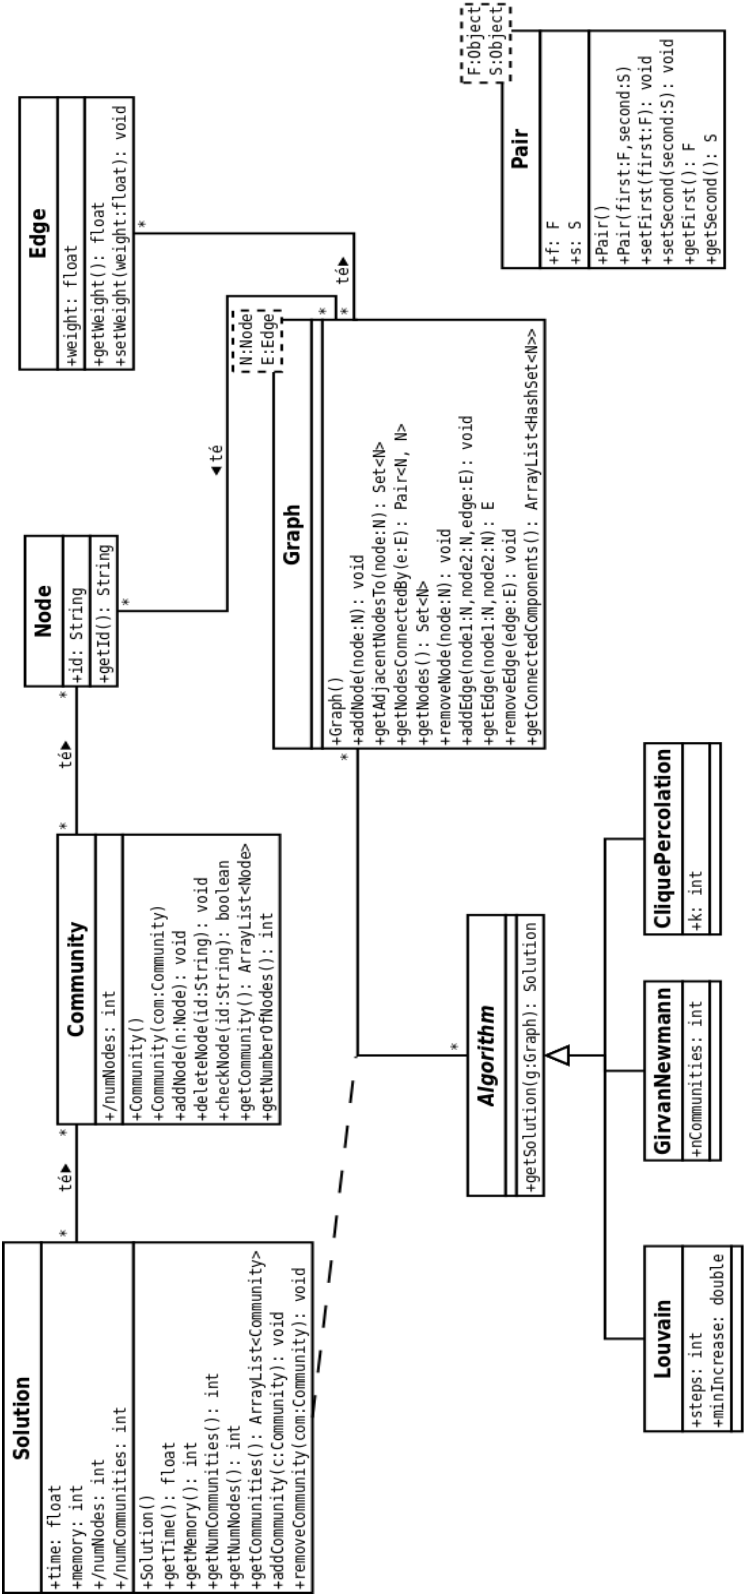 Solution
+time: float
+memory: int
+/numNodes: int
+/numCommunities: int
+Solution()
+getTime(): float
+getMemory(): int
+getNumCommunities(): int
+getNumNodes(): int
+getCommunities(): ArrayList<Community>
+addCommunity(c:Community): void
+removeCommunity(com:Community): void
*
té▶
*
Community
+/numNodes: int
+Community()
+Community(com:Community)
+addNode(n:Node): void
+deleteNode(id:String): void
+checkNode(id:String): boolean
+getCommunity(): ArrayList<Node>
+getNumberOfNodes(): int
*
té▶
*
Node
+id: String
+getId(): String
*
◀té
*
Edge
+weight: float
+getWeight(): float
+setWeight(weight:float): void
*
té▶
*
N:Node
E:Edge
Graph
+Graph()
+addNode(node:N): void
+getAdjacentNodesTo(node:N): Set<N>
+getNodesConnectedBy(e:E): Pair<N, N>
+getNodes(): Set<N>
+removeNode(node:N): void
+addEdge(node1:N,node2:N,edge:E): void
+getEdge(node1:N,node2:N): E
+removeEdge(edge:E): void
+getConnectedComponents(): ArrayList<HashSet<N>>
*
*
Algorithm
+getSolution(g:Graph): Solution
Louvain
+steps: int
+minIncrease: double
GirvanNewmann
+nCommunities: int
CliquePercolation
+k: int
F:Object
S:Object
Pair
+f: F
+s: S
+Pair()
+Pair(first:F,second:S)
+setFirst(first:F): void
+setSecond(second:S): void
+getFirst(): F
+getSecond(): S